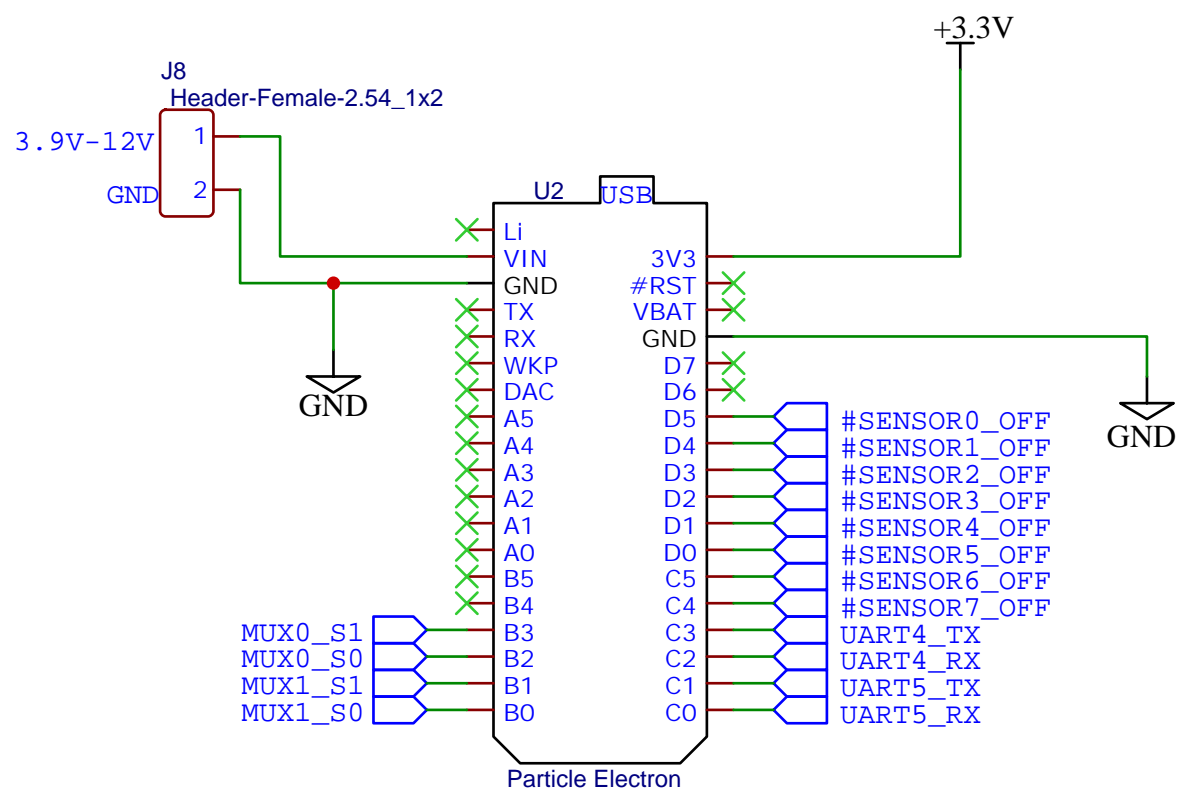 +3.3V
J8
Header-Female-2.54_1x2
3.9V-12V
1
GND
2
U2
USB
Li
VIN
3V3
GND
#RST
TX
VBAT
RX
GND
WKP
D7
DAC
D6
GND
A5
D5
#SENSOR0_OFF
GND
A4
D4
#SENSOR1_OFF
A3
D3
#SENSOR2_OFF
A2
D2
#SENSOR3_OFF
A1
D1
#SENSOR4_OFF
A0
D0
#SENSOR5_OFF
B5
C5
#SENSOR6_OFF
B4
C4
#SENSOR7_OFF
MUX0_S1
B3
C3
UART4_TX
MUX0_S0
B2
C2
UART4_RX
MUX1_S1
B1
C1
UART5_TX
MUX1_S0
B0
C0
UART5_RX
Particle Electron